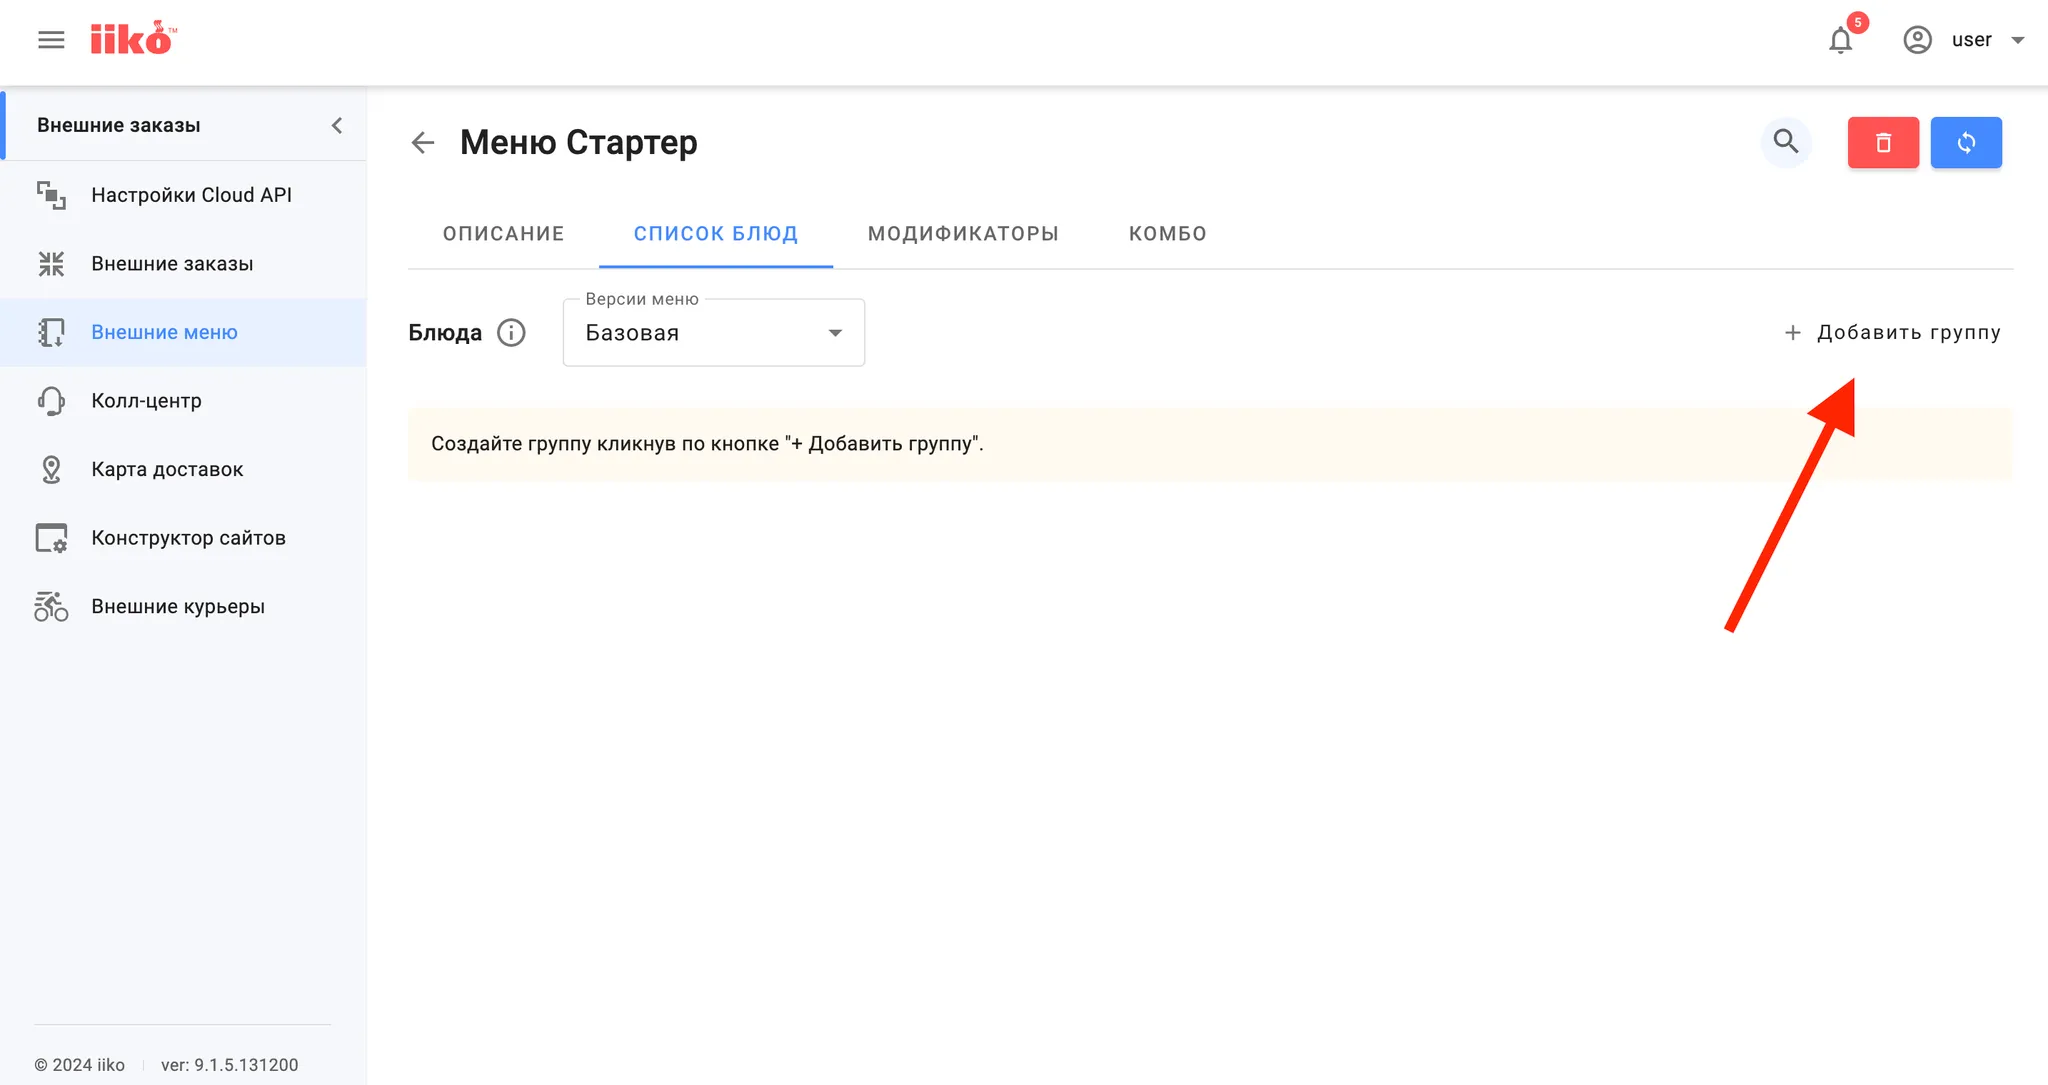 iiko™
5
user
Внешние заказы
Настройки Cloud API
Внешние заказы
Внешние меню
Колл-центр
Карта доставок
Конструктор сайтов
Внешние курьеры
© 2024 iiko
ver: 9.1.5.131200
Меню Стартер
ОПИСАНИЕ
СПИСОК БЛЮД
МОДИФИКАТОРЫ
КОМБО
Блюда
Версии меню
Базовая
+ Добавить группу
Создайте группу кликнув по кнопке "+ Добавить группу".